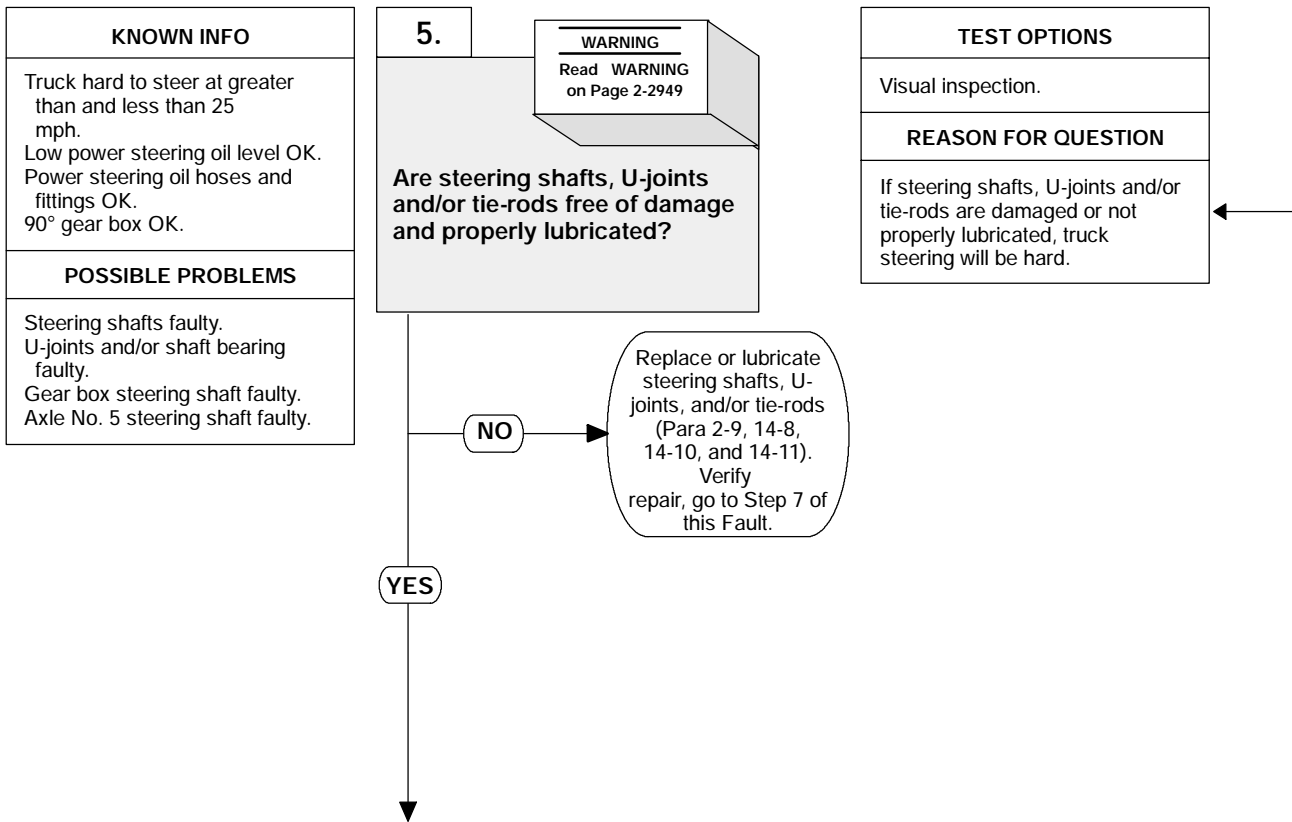 KNOWN INFO
Truck hard to steer at greater
than and less than 25
mph.
Low power steering oil level OK.
Power steering oil hoses and
fittings OK.
90° gear box OK.
POSSIBLE PROBLEMS
Steering shafts faulty.
U-joints and/or shaft bearing
faulty.
Gear box steering shaft faulty.
Axle No. 5 steering shaft faulty.
5.
WARNING
Read WARNING
on Page 2-2949
Are steering shafts, U-joints
and/or tie-rods free of damage
and properly lubricated?
TEST OPTIONS
Visual inspection.
REASON FOR QUESTION
If steering shafts, U-joints and/or
tie-rods are damaged or not
properly lubricated, truck
steering will be hard.
NO
Replace or lubricate
steering shafts, U-
joints, and/or tie-rods
(Para 2-9, 14-8,
14-10, and 14-11).
Verify
repair, go to Step 7 of
this Fault.
YES